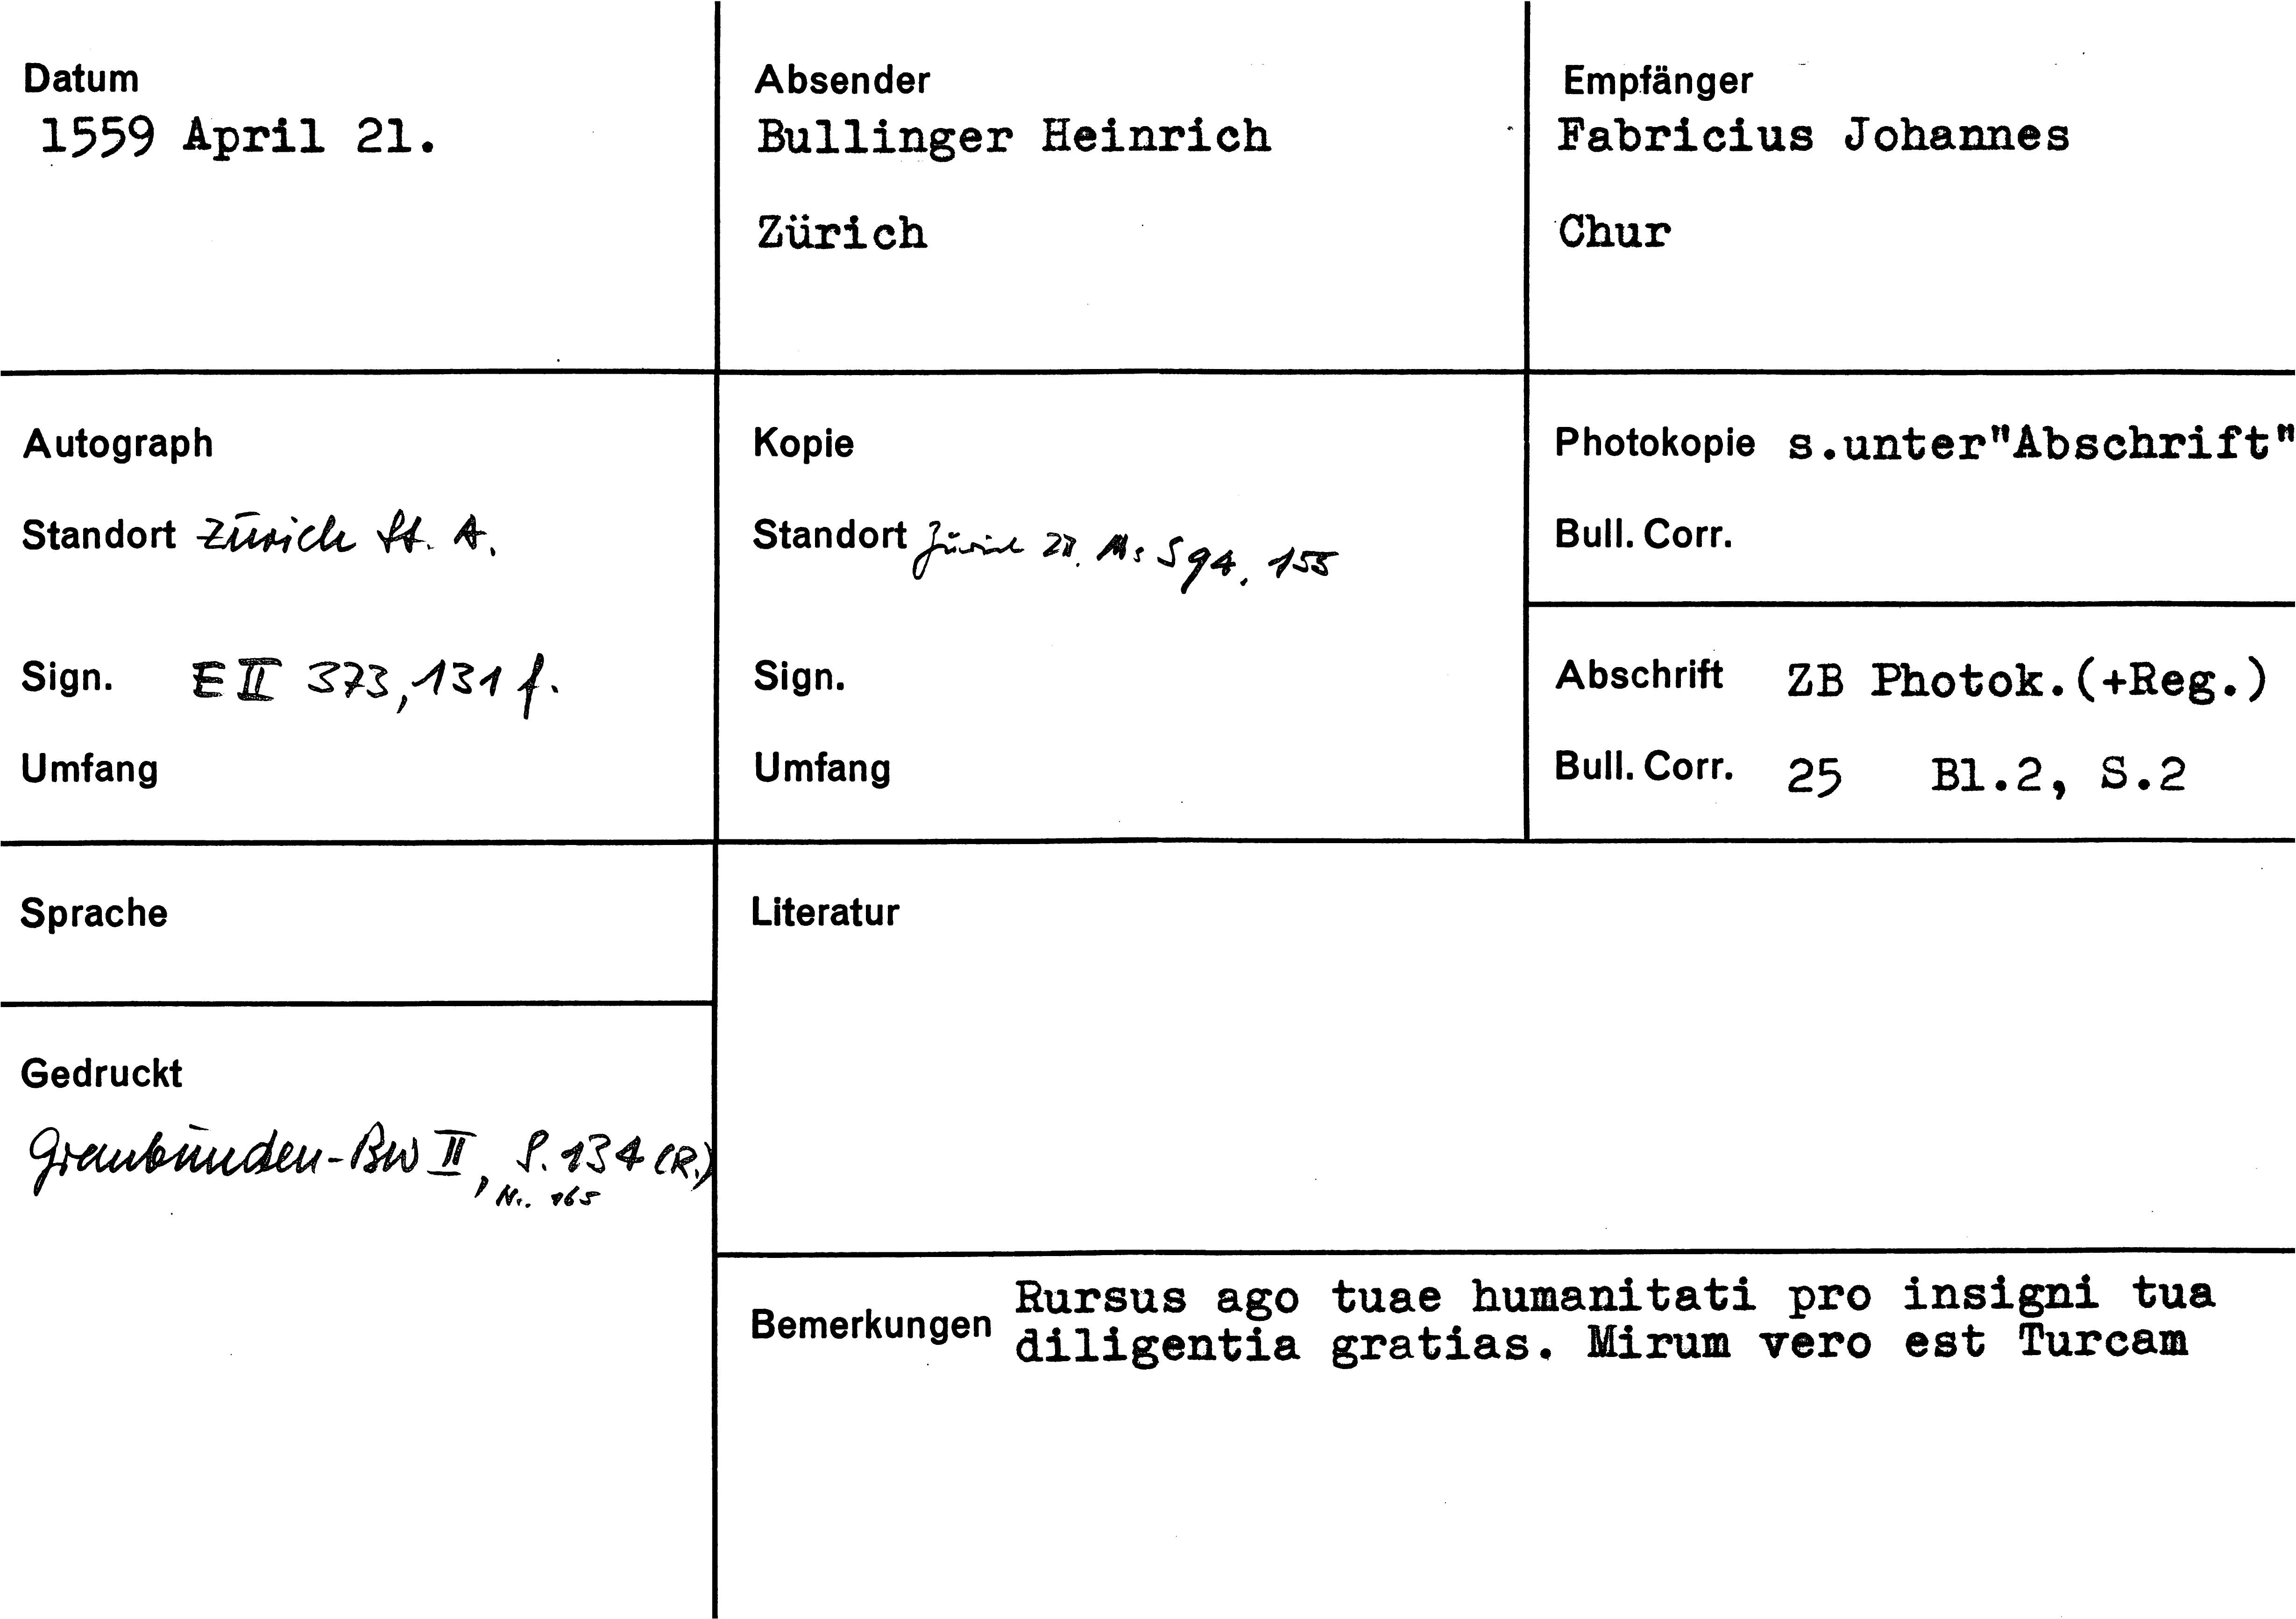 Datum
1559 April 21.
Absender
Bullinger Heinrich
Zürich
Empfänger
Fabricius Johannes
Chur
Autograph
Standort Zürich St. A.
Sign. E II 373, 131 f.
Umfang
Kopie
Standort Zürich ZB. Ms S 94, 155
Sign.
Umfang
Photokopie s.unter"Abschrift"
Bull. Corr.
Abschrift ZB Photok.(+Reg.)
Bull. Corr. 25 Bl.2, S.2
Sprache
Gedruckt
Graubünden-BW II, S. 134 (R.)
Nr. 165
Literatur
Bemerkungen Rursus ago tuae humanitati pro insigni tua
diligentia gratias. Mirum vero est Turcam